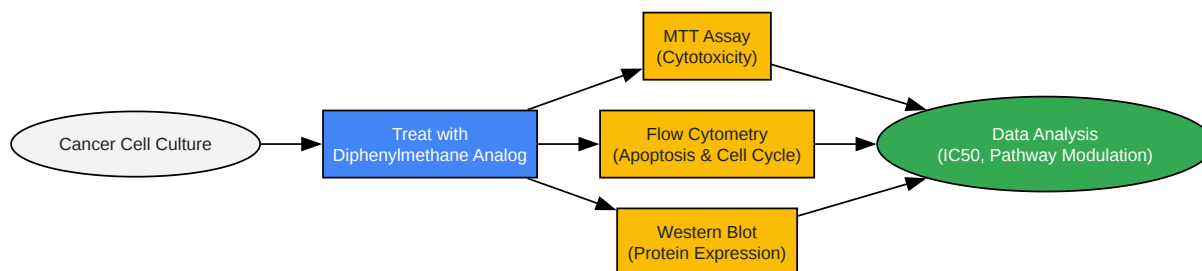 Cancer Cell Culture
Treat with
Diphenylmethane Analog
MTT Assay
(Cytotoxicity)
Flow Cytometry
(Apoptosis & Cell Cycle)
Western Blot
(Protein Expression)
Data Analysis
(IC50, Pathway Modulation)